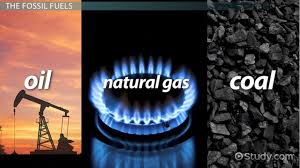 THE FOSSIL FUELS
oil
natural gas
coal
Study.com